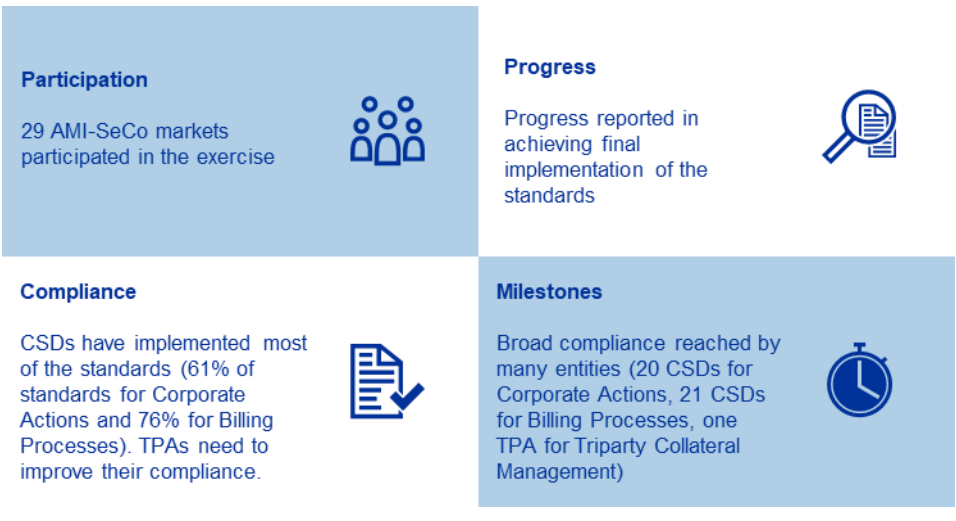 Participation
29 AMI-SeCo markets
participated in the exercise
Progress
Progress reported in
achieving final
implementation of the
standards
Compliance
CSDs have implemented most
of the standards (61% of
standards for Corporate
Actions and 76% for Billing
Processes). TPAs need to
improve their compliance.
Milestones
Broad compliance reached by
many entities (20 CSDs for
Corporate Actions, 21 CSDs
for Billing Processes, one
TPA for Triparty Collateral
Management)